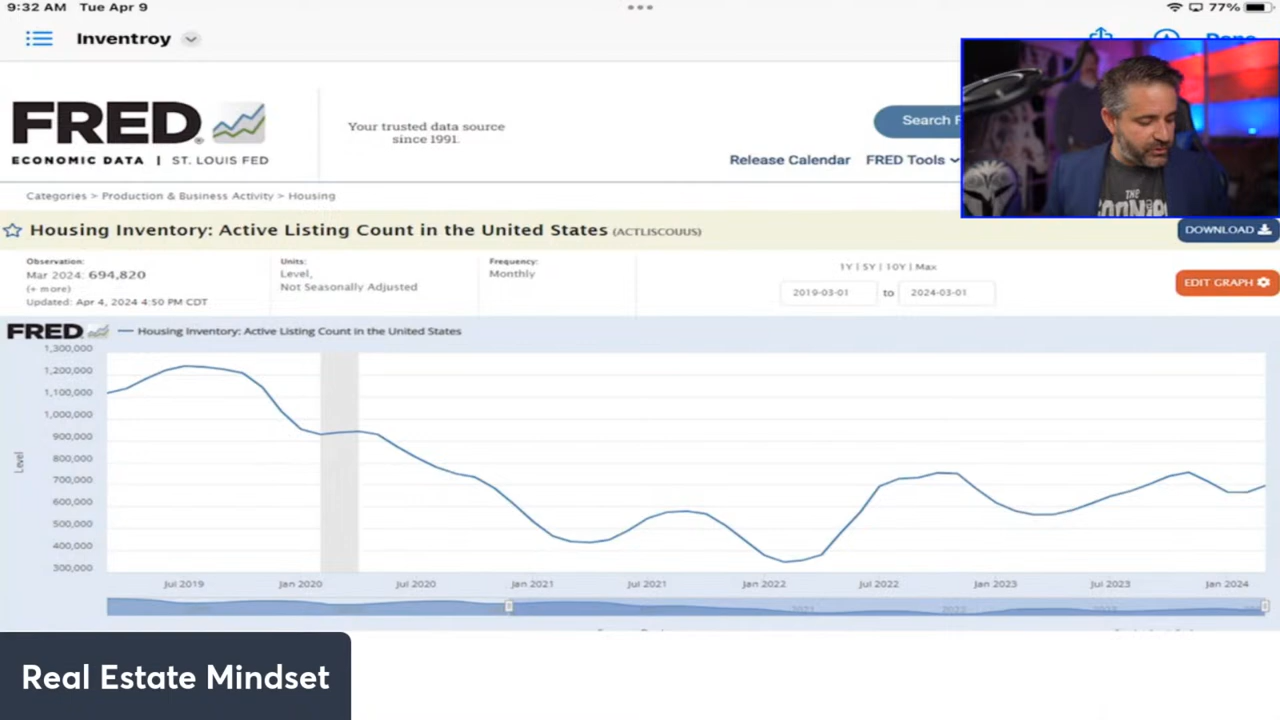 9:32 AM Tue Apr 9
77%
Inventroy
Done
FRED
ECONOMIC DATA | ST. LOUIS FED
Your trusted data source
since 1991.
Search
Release Calendar FRED Tools
Categories > Production & Business Activity > Housing
THE
Housing Inventory: Active Listing Count in the United States (ACTLISCOUUS)
DOWNLOAD
Observation:
Mar 2024: 694,820
(+ more)
Updated: Apr 4, 2024 4:50 PM CDT
Units:
Level,
Not Seasonally Adjusted
Frequency:
Monthly
1Y | 5Y | 10Y | Max
2019-03-01 to 2024-03-01
EDIT GRAPH
FRED — Housing Inventory: Active Listing Count in the United States
1,300,000
1,200,000
1,100,000
1,000,000
900,000
800,000
700,000
600,000
500,000
400,000
300,000
Level
Jul 2019 Jan 2020 Jul 2020 Jan 2021 Jul 2021 Jan 2022 Jul 2022 Jan 2023 Jul 2023 Jan 2024
Real Estate Mindset